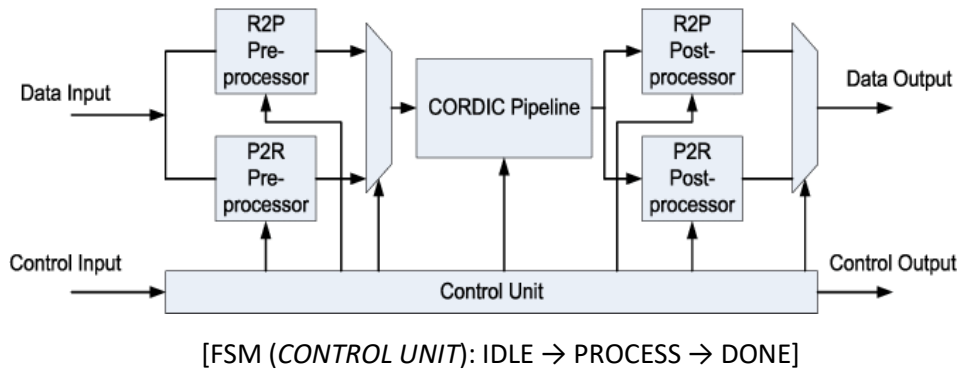 R2P
Pre-
processor
R2P
Post-
processor
Data Input
CORDIC Pipeline
Data Output
P2R
Pre-
processor
P2R
Post-
processor
Control Input
Control Unit
Control Output
[FSM (CONTROL UNIT): IDLE → PROCESS → DONE]